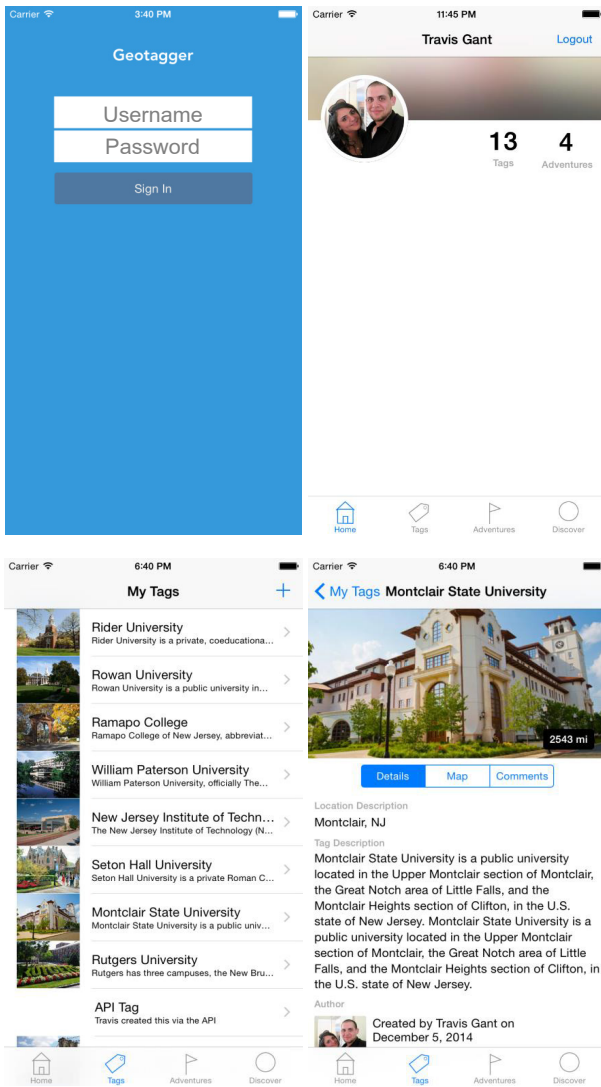 Carrier 3:40 PM
Geotagger
Username
Password
Sign In
Carrier 11:45 PM
Travis Gant Logout
13 4
Tags Adventures
Home Tags Adventures Discover
Carrier 6:40 PM
My Tags +
Rider University
Rider University is a private, coeducationa...
Rowan University
Rowan University is a public university in...
Ramapo College
Ramapo College of New Jersey, abbreviat...
William Paterson University
William Paterson University, officially The...
New Jersey Institute of Techn...
The New Jersey Institute of Technology (N...
Seton Hall University
Seton Hall University is a private Roman C...
Montclair State University
Montclair State University is a public univ...
Rutgers University
Rutgers has three campuses, the New Bru...
API Tag
Travis created this via the API
Home Tags Adventures Discover
Carrier 6:40 PM
My Tags Montclair State University
2543 mi
Details Map Comments
Location Description
Montclair, NJ
Tag Description
Montclair State University is a public university
located in the Upper Montclair section of Montclair,
the Great Notch area of Little Falls, and the
Montclair Heights section of Clifton, in the U.S.
state of New Jersey. Montclair State University is a
public university located in the Upper Montclair
section of Montclair, the Great Notch area of Little
Falls, and the Montclair Heights section of Clifton, in
the U.S. state of New Jersey.
Author
Created by Travis Gant on
December 5, 2014
Home Tags Adventures Discover